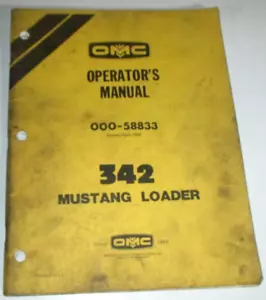 OMC
OPERATOR'S
MANUAL
OOO-58833
342
MUSTANG LOADER
OMC